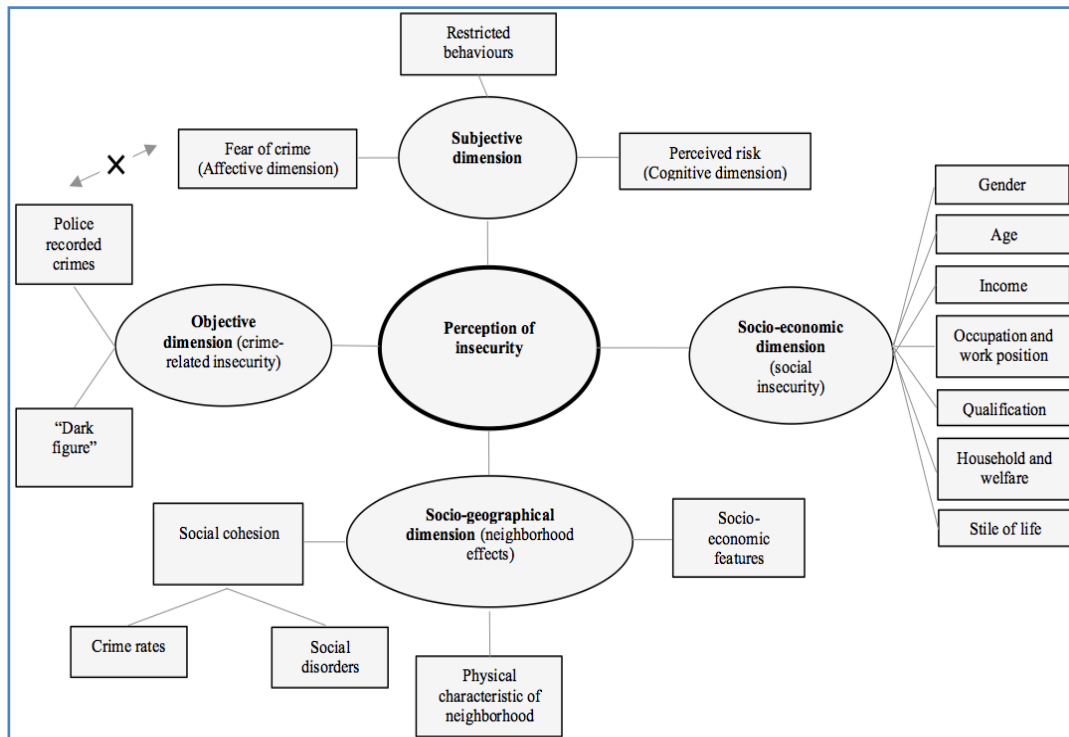 Restricted
behaviours
Subjective
dimension
Fear of crime
(Affective dimension)
Perceived risk
(Cognitive dimension)
X
Police
recorded
crimes
Objective
dimension (crime-
related insecurity)
"Dark
figure"
Perception of
insecurity
Socio-economic
dimension
(social
insecurity)
Gender
Age
Income
Occupation and
work position
Qualification
Household and
welfare
Stile of life
Socio-geographical
dimension (neighborhood
effects)
Social cohesion
Socio-
economic
features
Crime rates
Social
disorders
Physical
characteristic of
neighborhood